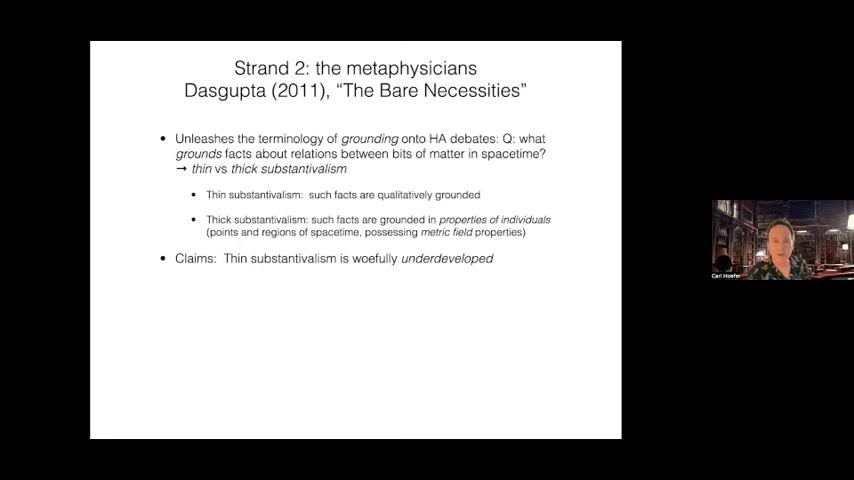 Strand 2: the metaphysicians
Dasgupta (2011), “The Bare Necessities”
• Unleashes the terminology of grounding onto HA debates: Q: what
grounds facts about relations between bits of matter in spacetime?
→ thin vs thick substantivalism
• Thin substantivalism: such facts are qualitatively grounded
• Thick substantivalism: such facts are grounded in properties of individuals
(points and regions of spacetime, possessing metric field properties)
• Claims: Thin substantivalism is woefully underdeveloped
Carl Hoefer